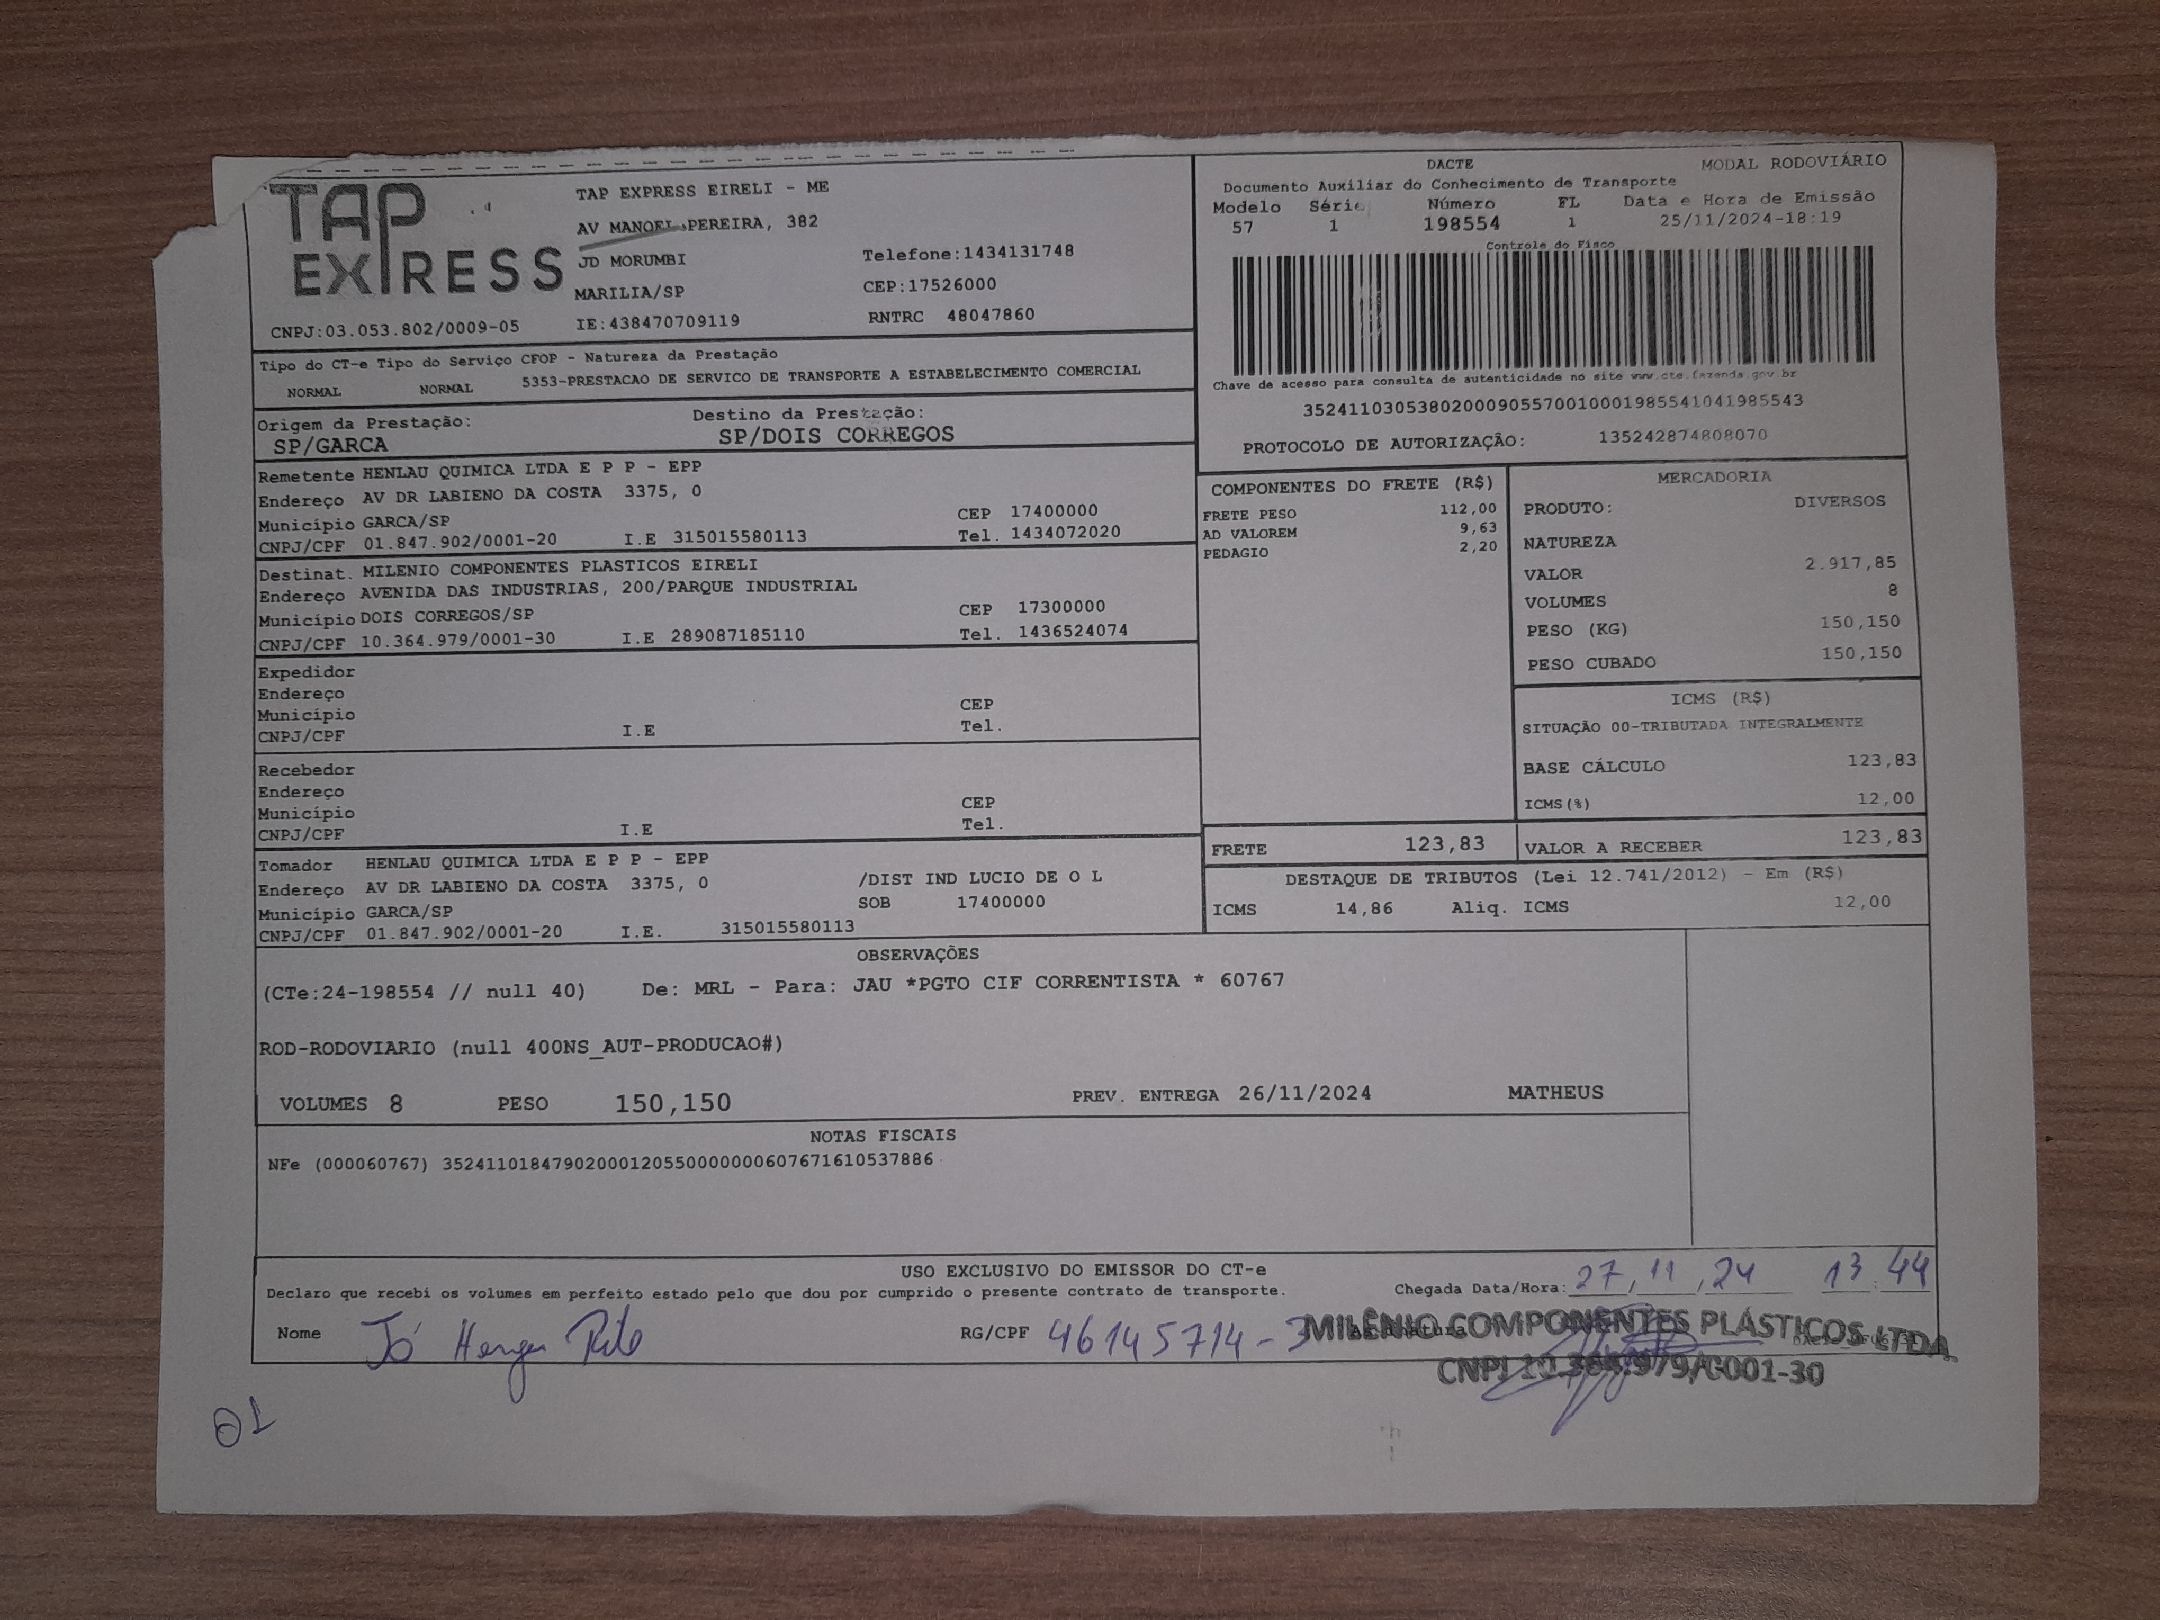 TAP EXPRESS
TAP EXPRESS EIRELI - ME
AV MANOEL PEREIRA, 382
JD MORUMBI Telefone:1434131748
MARILIA/SP CEP:17526000
CNPJ:03.053.802/0009-05 IE:438470709119 RNTRC 48047860
DACTE MODAL RODOVIÁRIO
Documento Auxiliar do Conhecimento de Transporte
Modelo Série Número FL Data e Hora de Emissão
57 1 198554 1 25/11/2024-18:19
Controle do Fisco
Chave de acesso para consulta de autenticidade no site www.cte.fazenda.gov.br
35241103053802000905570010001985541041985543
PROTOCOLO DE AUTORIZAÇÃO: 135242874808070
Tipo do CT-e Tipo do Serviço CFOP - Natureza da Prestação
NORMAL NORMAL 5353-PRESTACAO DE SERVICO DE TRANSPORTE A ESTABELECIMENTO COMERCIAL
Origem da Prestação: Destino da Prestação:
SP/GARCA SP/DOIS CORREGOS
Remetente HENLAU QUIMICA LTDA E P P - EPP
Endereço AV DR LABIENO DA COSTA 3375, 0
Município GARCA/SP CEP 17400000
CNPJ/CPF 01.847.902/0001-20 I.E 315015580113 Tel. 1434072020
Destinat. MILENIO COMPONENTES PLASTICOS EIRELI
Endereço AVENIDA DAS INDUSTRIAS, 200/PARQUE INDUSTRIAL
Município DOIS CORREGOS/SP CEP 17300000
CNPJ/CPF 10.364.979/0001-30 I.E 289087185110 Tel. 1436524074
Expedidor
Endereço
Município CEP
CNPJ/CPF I.E Tel.
Recebedor
Endereço
Município CEP
CNPJ/CPF I.E Tel.
Tomador HENLAU QUIMICA LTDA E P P - EPP
Endereço AV DR LABIENO DA COSTA 3375, 0 /DIST IND LUCIO DE O L
Município GARCA/SP SOB 17400000
CNPJ/CPF 01.847.902/0001-20 I.E. 315015580113
COMPONENTES DO FRETE (R$)
FRETE PESO 112,00
AD VALOREM 9,63
PEDAGIO 2,20
MERCADORIA
PRODUTO: DIVERSOS
NATUREZA
VALOR 2.917,85
VOLUMES 8
PESO (KG) 150,150
PESO CUBADO 150,150
ICMS (R$)
SITUAÇÃO 00-TRIBUTADA INTEGRALMENTE
BASE CÁLCULO 123,83
ICMS(%) 12,00
FRETE 123,83 VALOR A RECEBER 123,83
DESTAQUE DE TRIBUTOS (Lei 12.741/2012) - Em (R$)
ICMS 14,86 Aliq. ICMS 12,00
OBSERVAÇÕES
(CTe:24-198554 // null 40) De: MRL - Para: JAU *PGTO CIF CORRENTISTA * 60767
ROD-RODOVIARIO (null 400NS_AUT-PRODUCAO#)
VOLUMES 8 PESO 150,150 PREV. ENTREGA 26/11/2024 MATHEUS
NOTAS FISCAIS
NFe (000060767) 35241101847902000120550000000607671610537886
USO EXCLUSIVO DO EMISSOR DO CT-e
Declaro que recebi os volumes em perfeito estado pelo que dou por cumprido o presente contrato de transporte. Chegada Data/Hora: 27,11,24 13:44
Nome RG/CPF 46145714-3
MILÊNIO COMPONENTES PLÁSTICOS LTDA
CNPJ 10.364.979/0001-30
01